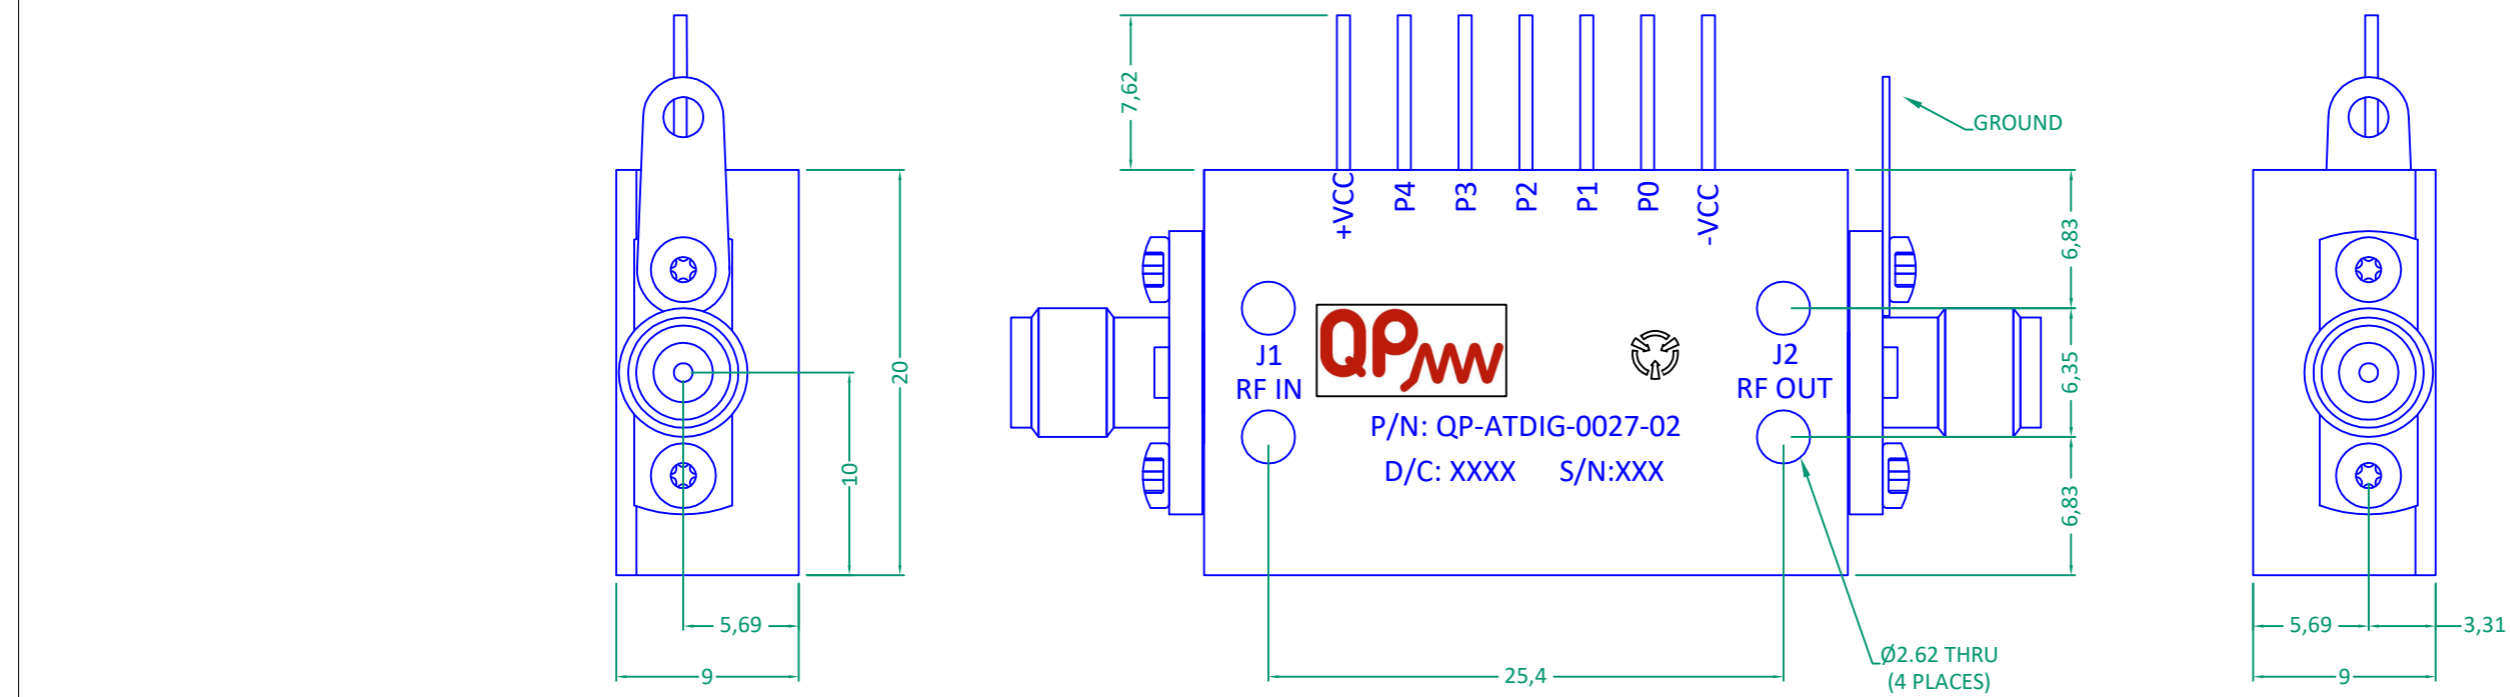 7,62
+VCC
P4
P3
P2
P1
P0
-VCC
GROUND
6,83
6,35
6,83
20
10
5,69
9
J1
RF IN
QPMW
J2
RF OUT
P/N: QP-ATDIG-0027-02
D/C: XXXX S/N:XXX
25,4
Ø2.62 THRU
(4 PLACES)
5,69
3,31
9